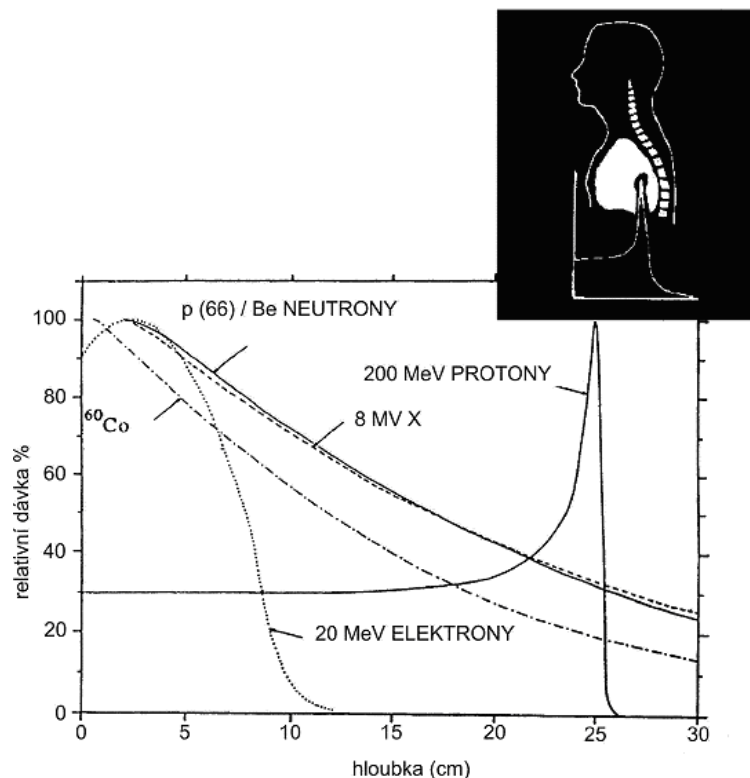 p (66) / Be NEUTRONY
100
200 MeV PROTONY
80
⁶⁰Co
8 MV X
60
relativní dávka %
40
20 MeV ELEKTRONY
20
0
0 5 10 15 20 25 30
hloubka (cm)